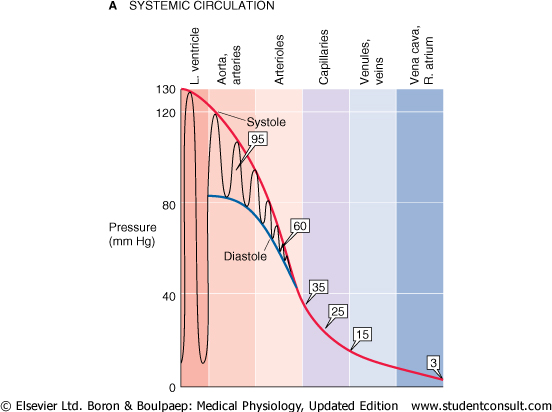 A SYSTEMIC CIRCULATION
L. ventricle
Aorta,
arteries
Arterioles
Capillaries
Venules,
veins
Vena cava,
R. atrium
130
120
80
40
0
Pressure
(mm Hg)
Systole
95
60
Diastole
35
25
15
3
© Elsevier Ltd. Boron & Boulpaep: Medical Physiology, Updated Edition www.studentconsult.com